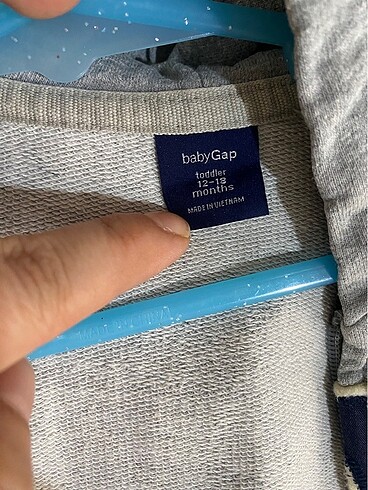 babyGap
toddler
12-18
months
MADE IN VIETNAM